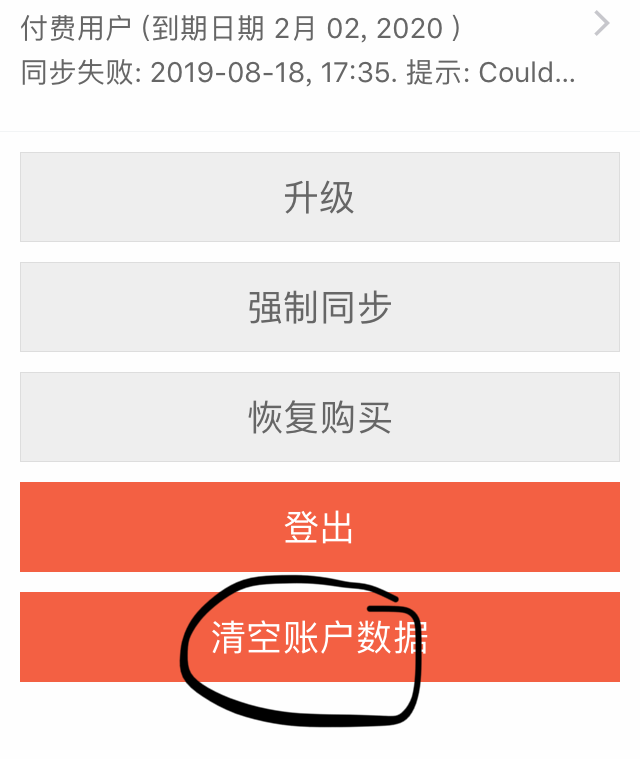 付费用户 (到期日期 2月 02, 2020 )
同步失败: 2019-08-18, 17:35. 提示: Could...
升级
强制同步
恢复购买
登出
清空账户数据